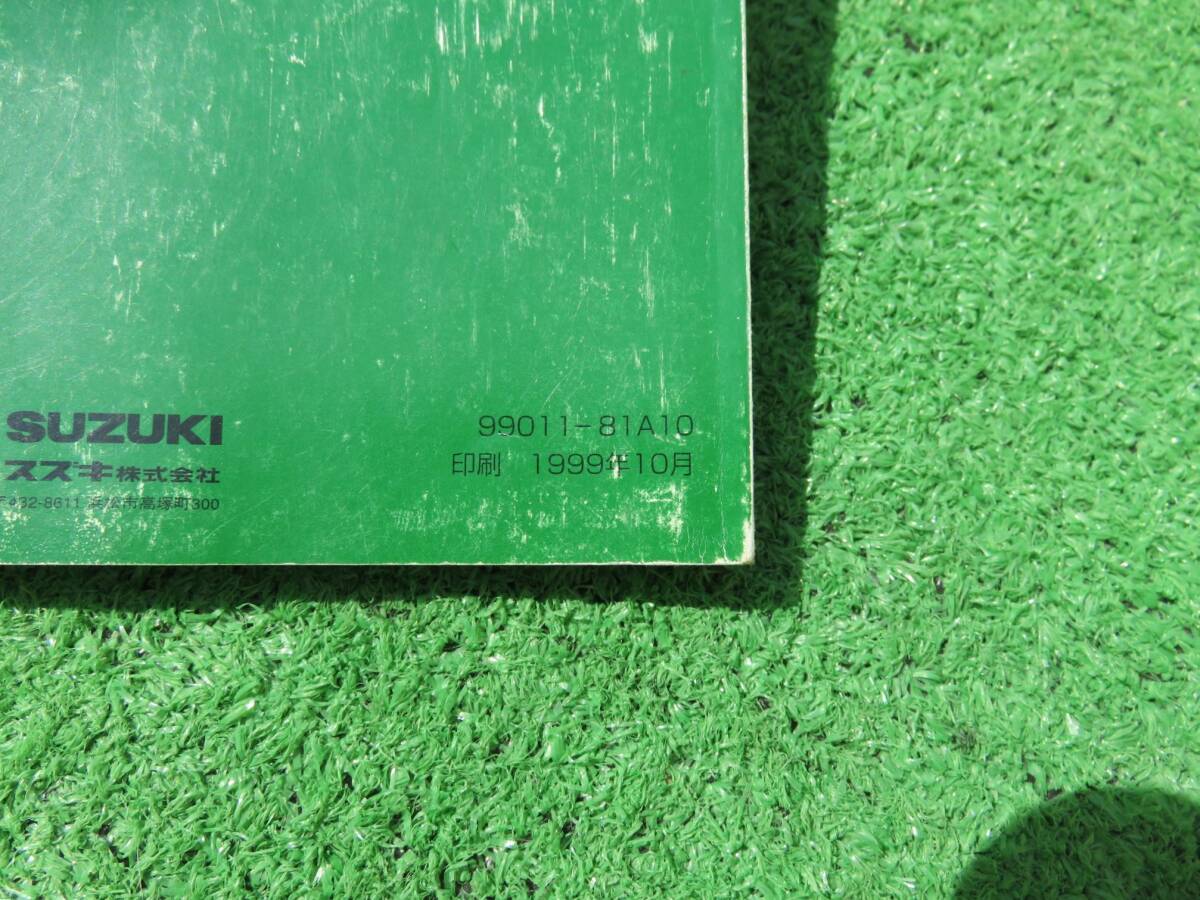 SUZUKI
スズキ株式会社
〒432-8611 浜松市高塚町300
99011-81A10
印刷 1999年10月